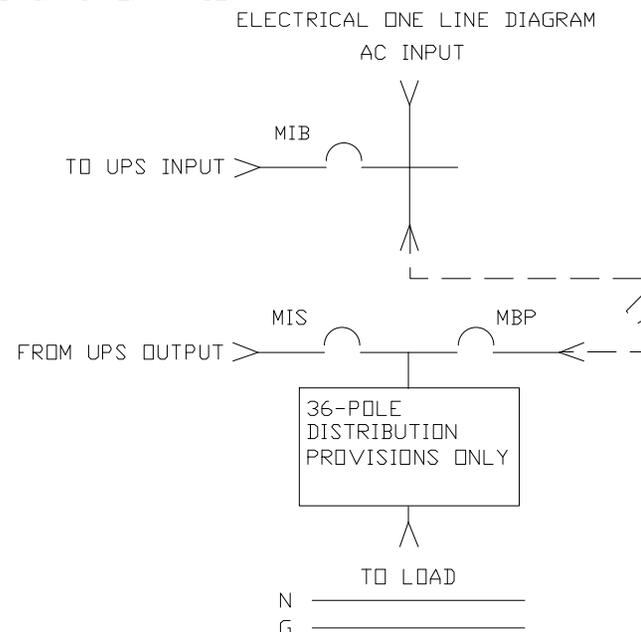 ELECTRICAL ONE LINE DIAGRAM
AC INPUT
MIB
TO UPS INPUT
MIS
MBP
FROM UPS OUTPUT
36-POLE
DISTRIBUTION
PROVISIONS ONLY
TO LOAD
N
G